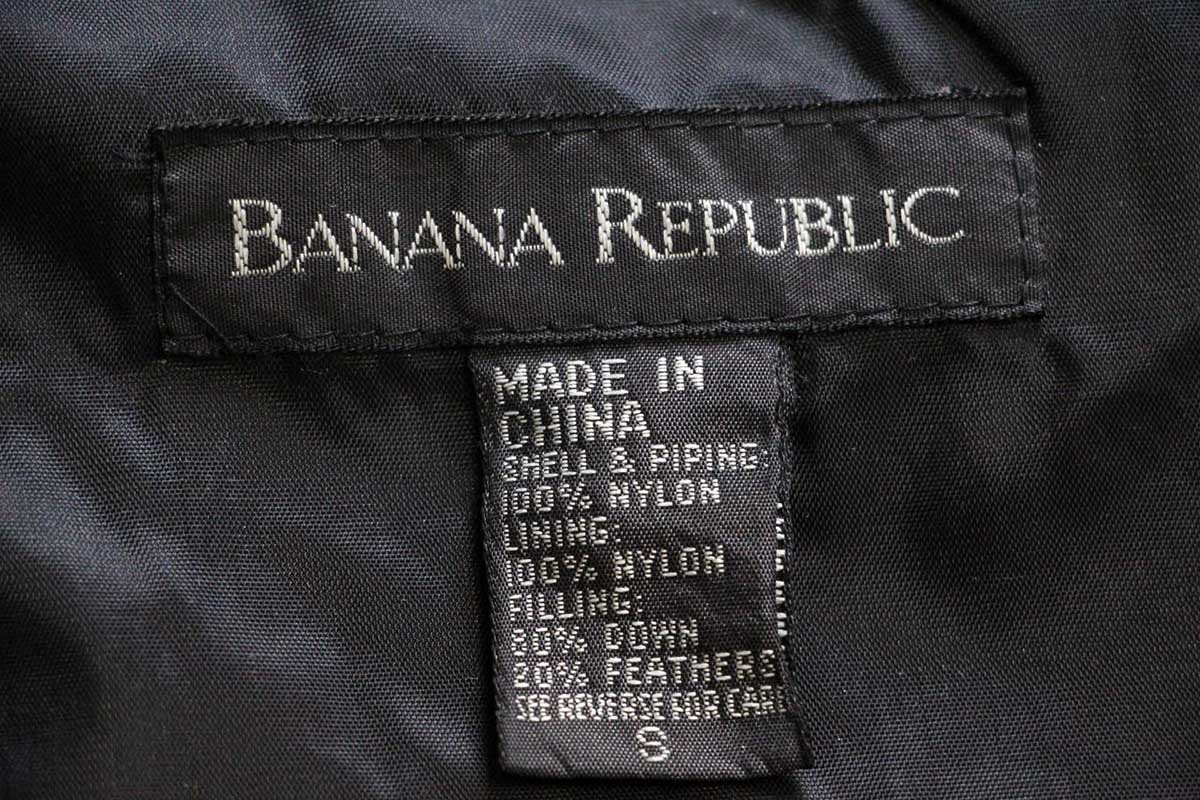 BANANA REPUBLIC
MADE IN
CHINA
SHELL & PIPING:
100% NYLON
LINING:
100% NYLON
FILLING:
80% DOWN
20% FEATHERS
SEE REVERSE FOR CARE
S